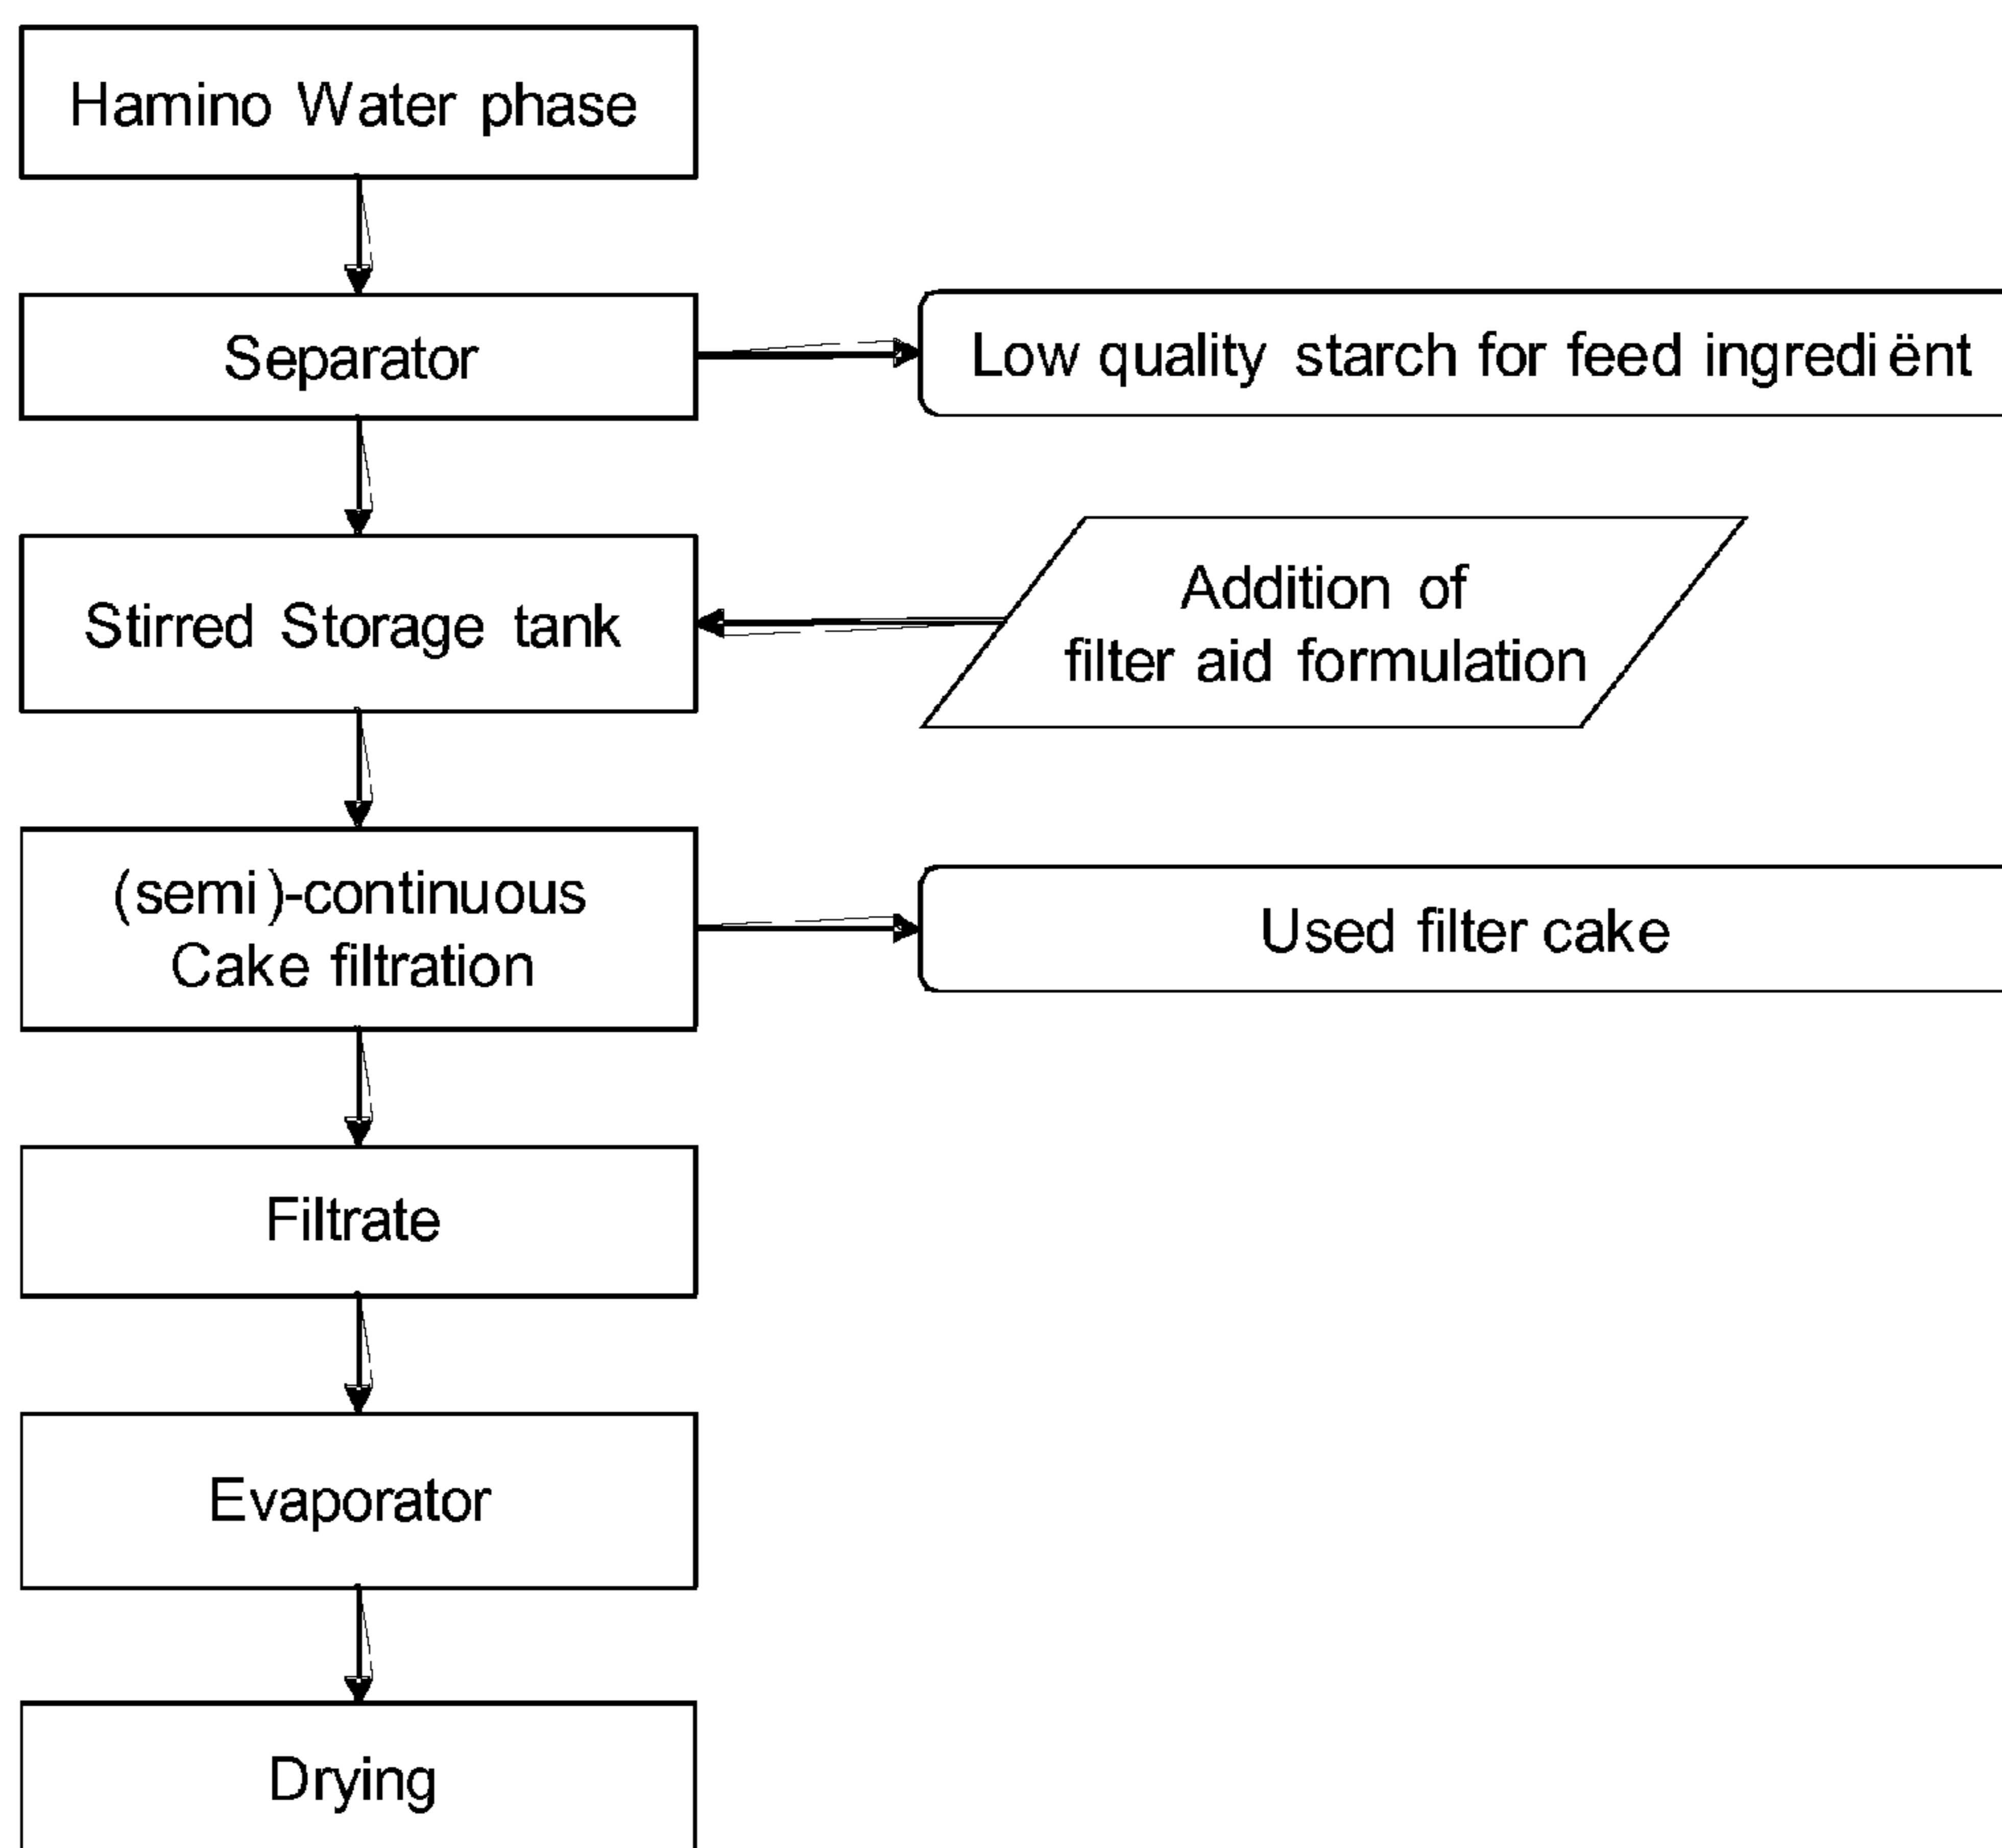 Hamino Water phase
Separator
Low quality starch for feed ingrediënt
Stirred Storage tank
Addition of
filter aid formulation
(semi)-continuous
Cake filtration
Used filter cake
Filtrate
Evaporator
Drying